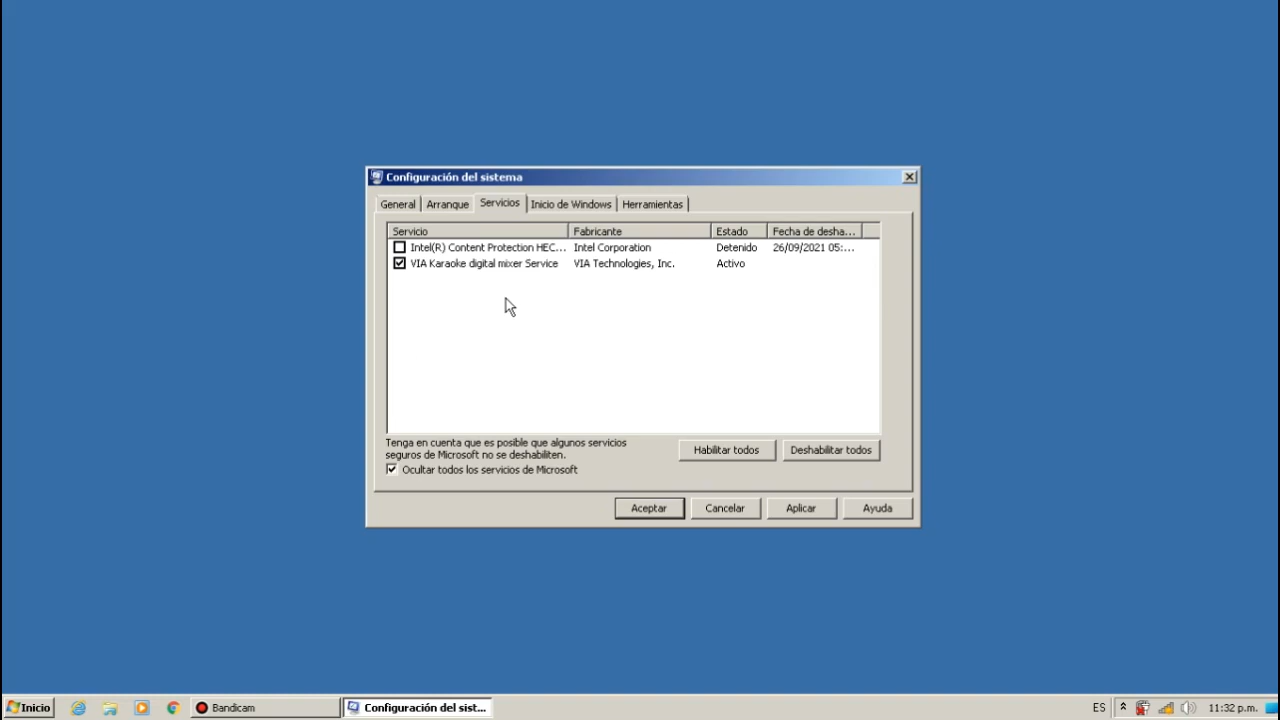 Configuración del sistema
General Arranque Servicios Inicio de Windows Herramientas
Servicio Fabricante Estado Fecha de desha...
Intel(R) Content Protection HEC... Intel Corporation Detenido 26/09/2021 05:...
VIA Karaoke digital mixer Service VIA Technologies, Inc. Activo
Tenga en cuenta que es posible que algunos servicios
seguros de Microsoft no se deshabiliten.
Habilitar todos Deshabilitar todos
Ocultar todos los servicios de Microsoft
Aceptar Cancelar Aplicar Ayuda
Inicio Bandicam Configuración del sist... ES 11:32 p.m.